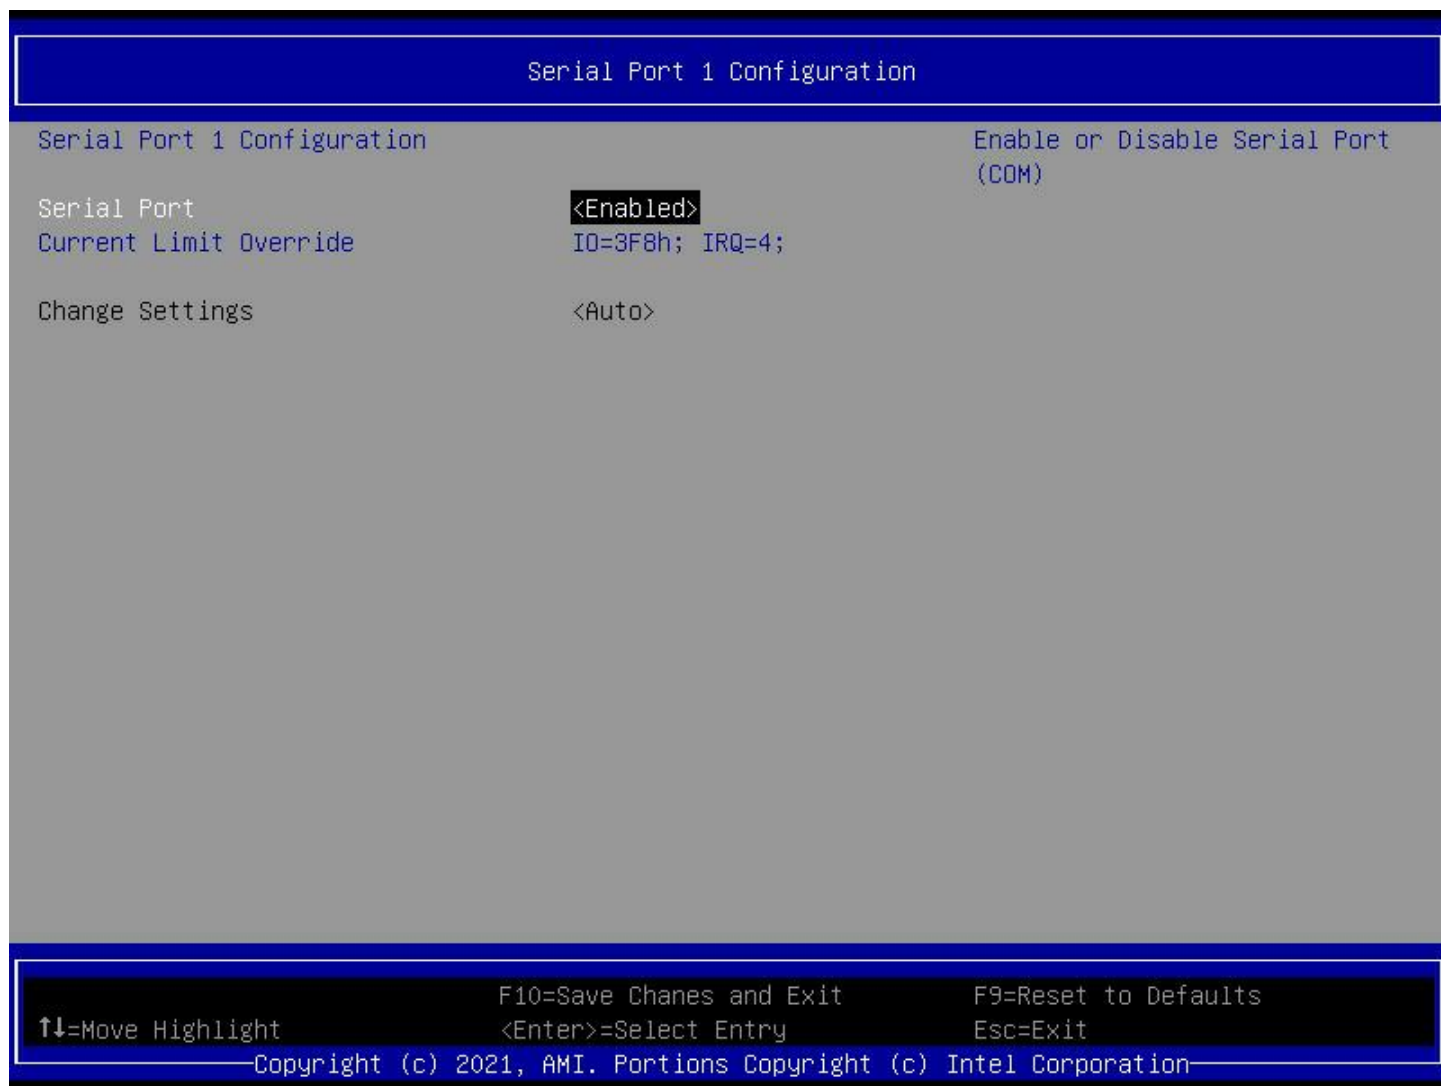 Serial Port 1 Configuration
Serial Port 1 Configuration
Enable or Disable Serial Port
(COM)
Serial Port <Enabled>
Current Limit Override IO=3F8h; IRQ=4;
Change Settings <Auto>
F10=Save Chanes and Exit F9=Reset to Defaults
↑↓=Move Highlight <Enter>=Select Entry Esc=Exit
Copyright (c) 2021, AMI. Portions Copyright (c) Intel Corporation